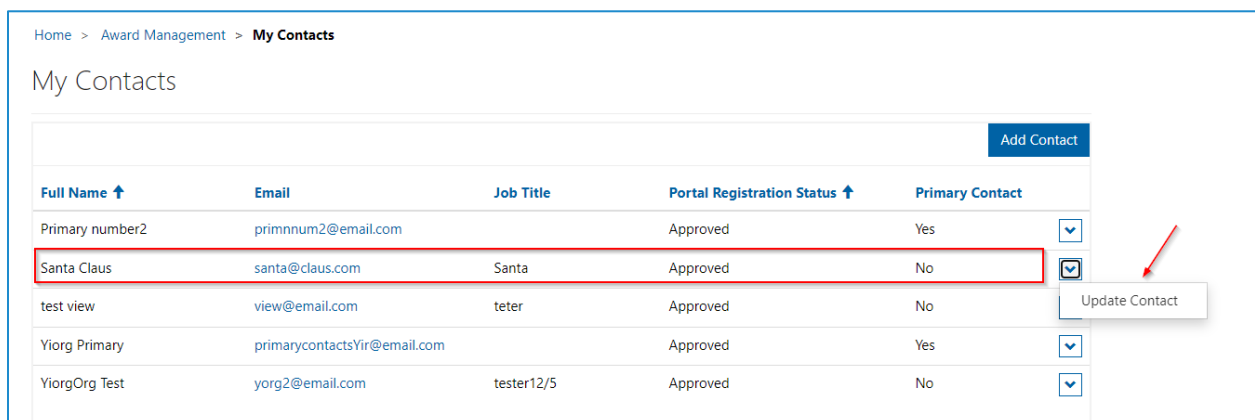 Home > Award Management > My Contacts
My Contacts
Add Contact
Full Name Email Job Title Portal Registration Status Primary Contact
Primary number2 primnnum2@email.com Approved Yes
Santa Claus santa@claus.com Santa Approved No
Update Contact
test view view@email.com teter Approved No
Yiorg Primary primarycontactsYir@email.com Approved Yes
YiorgOrg Test yorg2@email.com tester12/5 Approved No